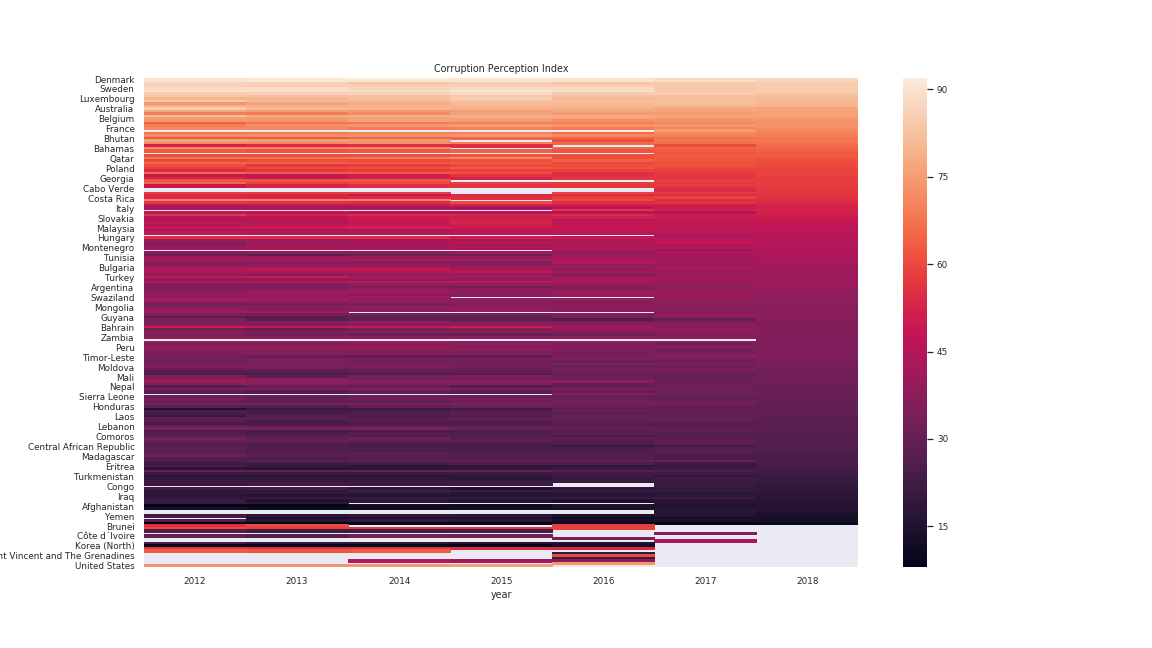 Corruption Perception Index
Denmark
Sweden
Luxembourg
Australia
Belgium
France
Bhutan
Bahamas
Qatar
Poland
Georgia
Cabo Verde
Costa Rica
Italy
Slovakia
Malaysia
Hungary
Montenegro
Tunisia
Bulgaria
Turkey
Argentina
Swaziland
Mongolia
Guyana
Bahrain
Zambia
Peru
Timor-Leste
Moldova
Mali
Nepal
Sierra Leone
Honduras
Laos
Lebanon
Comoros
Central African Republic
Madagascar
Eritrea
Turkmenistan
Congo
Iraq
Afghanistan
Yemen
Brunei
Côte d´Ivoire
Korea (North)
nt Vincent and The Grenadines
United States
2012 2013 2014 2015 2016 2017 2018
year
90
75
60
45
30
15